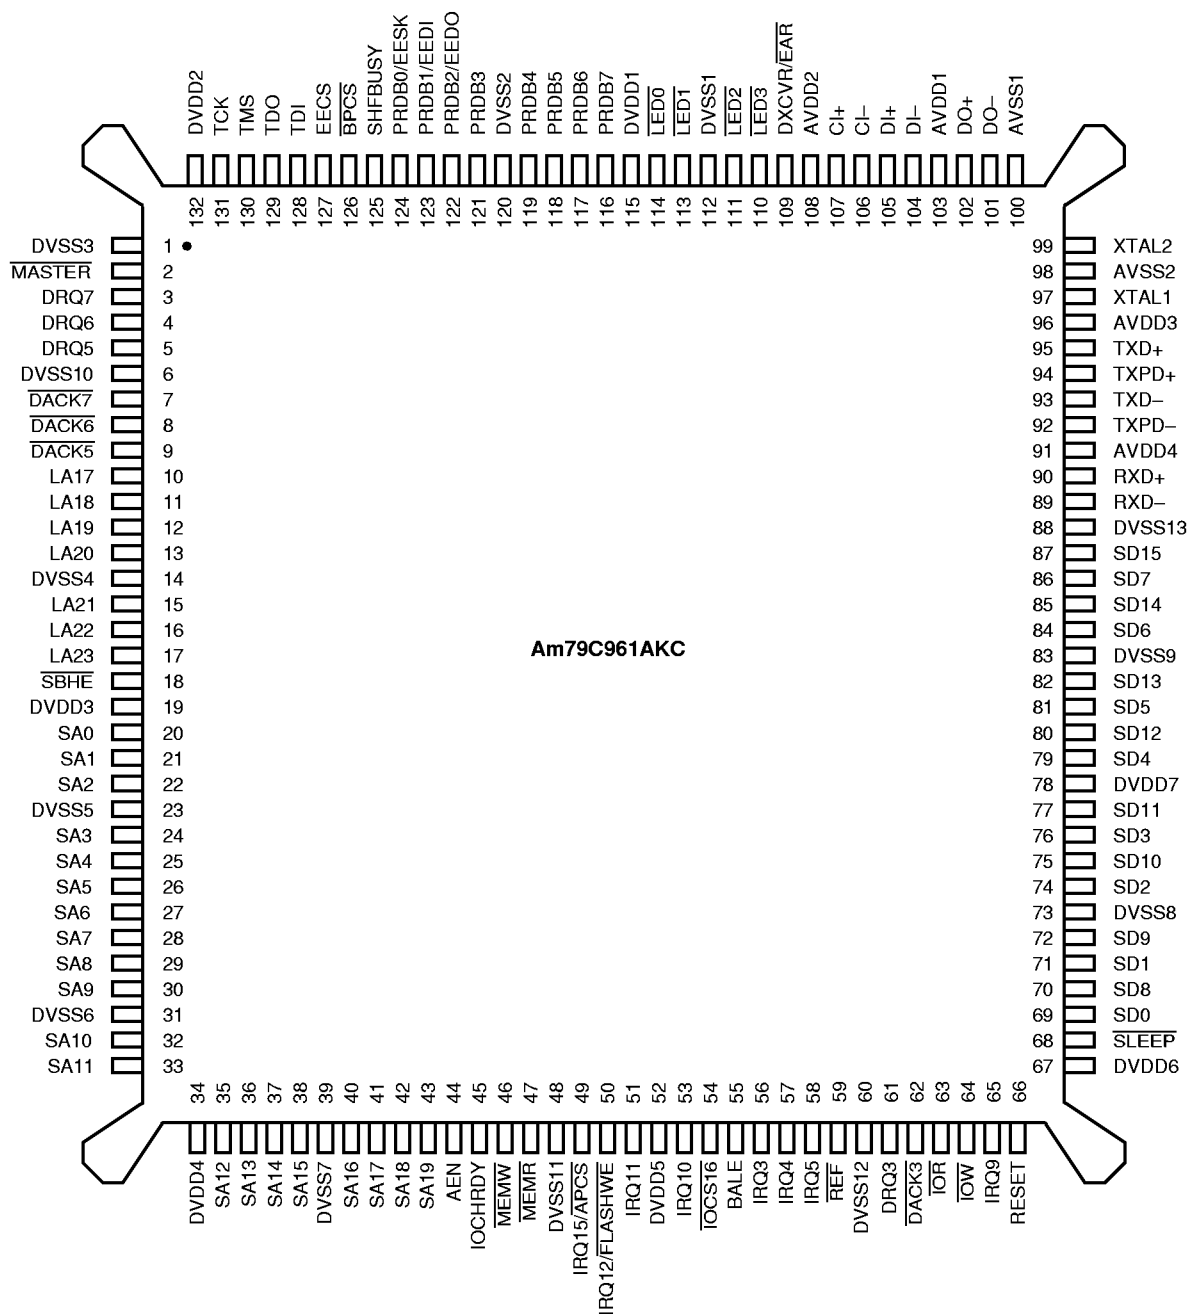 DVDD2
TCK
TMS
TDO
TDI
EECS
BPCS
SHFBUSY
PRDB0/EESK
PRDB1/EEDI
PRDB2/EEDO
PRDB3
DVSS2
PRDB4
PRDB5
PRDB6
PRDB7
DVDD1
LED0
LED1
DVSS1
LED2
LED3
DXCVR/EAR
AVDD2
CI+
CI–
DI+
DI–
AVDD1
DO+
DO–
AVSS1
132
131
130
129
128
127
126
125
124
123
122
121
120
119
118
117
116
115
114
113
112
111
110
109
108
107
106
105
104
103
102
101
100
DVSS3 1 99 XTAL2
MASTER 2 98 AVSS2
DRQ7 3 97 XTAL1
DRQ6 4 96 AVDD3
DRQ5 5 95 TXD+
DVSS10 6 94 TXPD+
DACK7 7 93 TXD–
DACK6 8 92 TXPD–
DACK5 9 91 AVDD4
LA17 10 90 RXD+
LA18 11 89 RXD–
LA19 12 88 DVSS13
LA20 13 87 SD15
DVSS4 14 86 SD7
LA21 15 85 SD14
LA22 16 84 SD6
LA23 17 83 DVSS9
Am79C961AKC
SBHE 18 82 SD13
DVDD3 19 81 SD5
SA0 20 80 SD12
SA1 21 79 SD4
SA2 22 78 DVDD7
DVSS5 23 77 SD11
SA3 24 76 SD3
SA4 25 75 SD10
SA5 26 74 SD2
SA6 27 73 DVSS8
SA7 28 72 SD9
SA8 29 71 SD1
SA9 30 70 SD8
DVSS6 31 69 SD0
SA10 32 68 SLEEP
SA11 33 67 DVDD6
34
35
36
37
38
39
40
41
42
43
44
45
46
47
48
49
50
51
52
53
54
55
56
57
58
59
60
61
62
63
64
65
66
DVDD4
SA12
SA13
SA14
SA15
DVSS7
SA16
SA17
SA18
SA19
AEN
IOCHRDY
MEMW
MEMR
DVSS11
IRQ15/APCS
IRQ12/FLASHWE
IRQ11
DVDD5
IRQ10
IOCS16
BALE
IRQ3
IRQ4
IRQ5
REF
DVSS12
DRQ3
DACK3
IOR
IOW
IRQ9
RESET